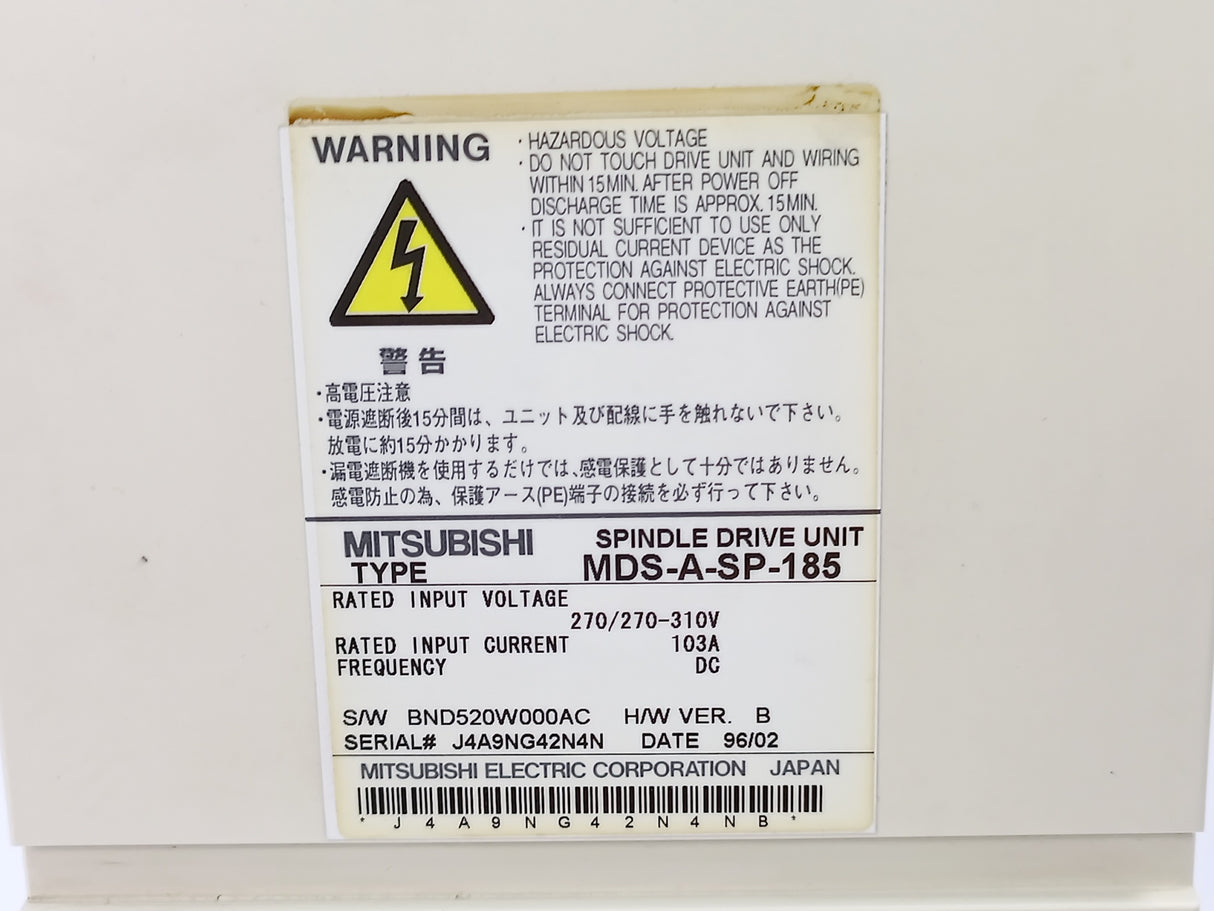 WARNING
・HAZARDOUS VOLTAGE
・DO NOT TOUCH DRIVE UNIT AND WIRING
WITHIN 15MIN. AFTER POWER OFF
DISCHARGE TIME IS APPROX. 15MIN.
・IT IS NOT SUFFICIENT TO USE ONLY
RESIDUAL CURRENT DEVICE AS THE
PROTECTION AGAINST ELECTRIC SHOCK.
ALWAYS CONNECT PROTECTIVE EARTH(PE)
TERMINAL FOR PROTECTION AGAINST
ELECTRIC SHOCK.
警告
・高電圧注意
・電源遮断後15分間は、ユニット及び配線に手を触れないで下さい。
放電に約15分かかります。
・漏電遮断機を使用するだけでは、感電保護として十分ではありません。
感電防止の為、保護アース(PE)端子の接続を必ず行って下さい。
MITSUBISHI SPINDLE DRIVE UNIT
TYPE MDS-A-SP-185
RATED INPUT VOLTAGE
270/270-310V
RATED INPUT CURRENT 103A
FREQUENCY DC
S/W BND520W000AC H/W VER. B
SERIAL# J4A9NG42N4N DATE 96/02
MITSUBISHI ELECTRIC CORPORATION JAPAN
* J 4 A 9 N G 4 2 N 4 N B *